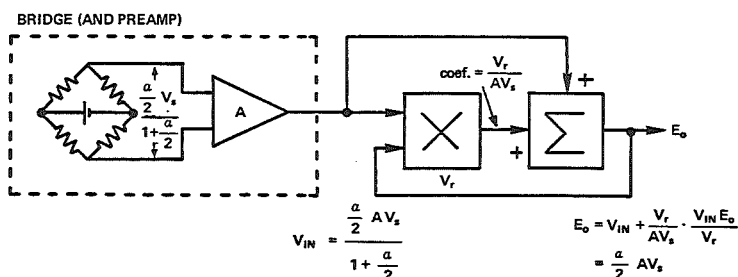 BRIDGE (AND PREAMP)
a/2 Vs
1+ a/2
A
coef. = Vr/AVs
+
X
Vr
+
Σ
Eo
VIN = (a/2 AVs)/(1 + a/2)
Eo = VIN + Vr/AVs · VIN Eo/Vr
= a/2 AVs